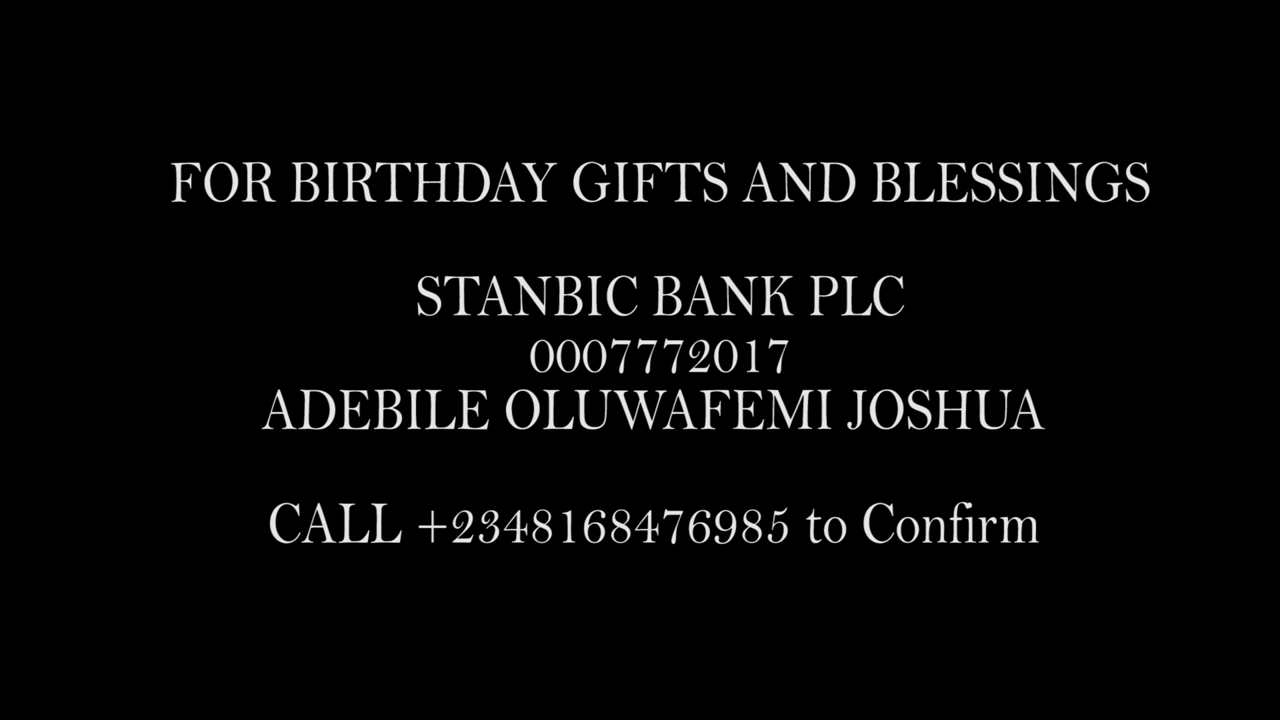 FOR BIRTHDAY GIFTS AND BLESSINGS
STANBIC BANK PLC
0007772017
ADEBILE OLUWAFEMI JOSHUA
CALL +2348168476985 to Confirm